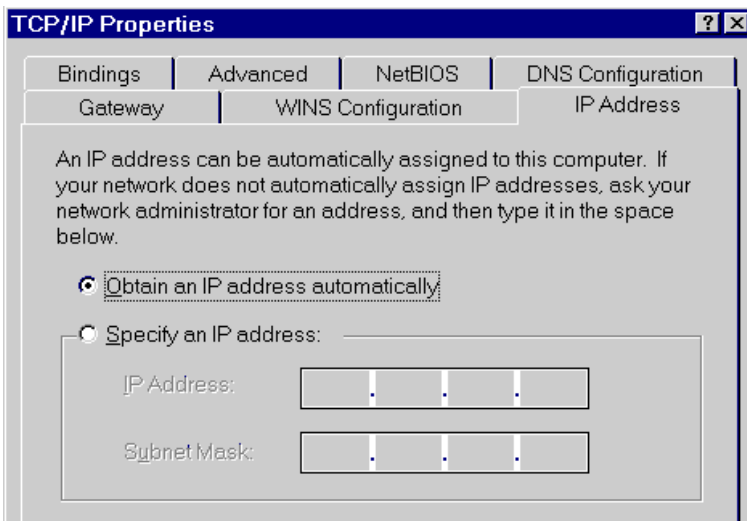 TCP/IP Properties
Bindings
Advanced
NetBIOS
DNS Configuration
Gateway
WINS Configuration
IP Address
An IP address can be automatically assigned to this computer. If
your network does not automatically assign IP addresses, ask your
network administrator for an address, and then type it in the space
below.
Obtain an IP address automatically
Specify an IP address:
IP Address:
. . .
Subnet Mask:
. . .